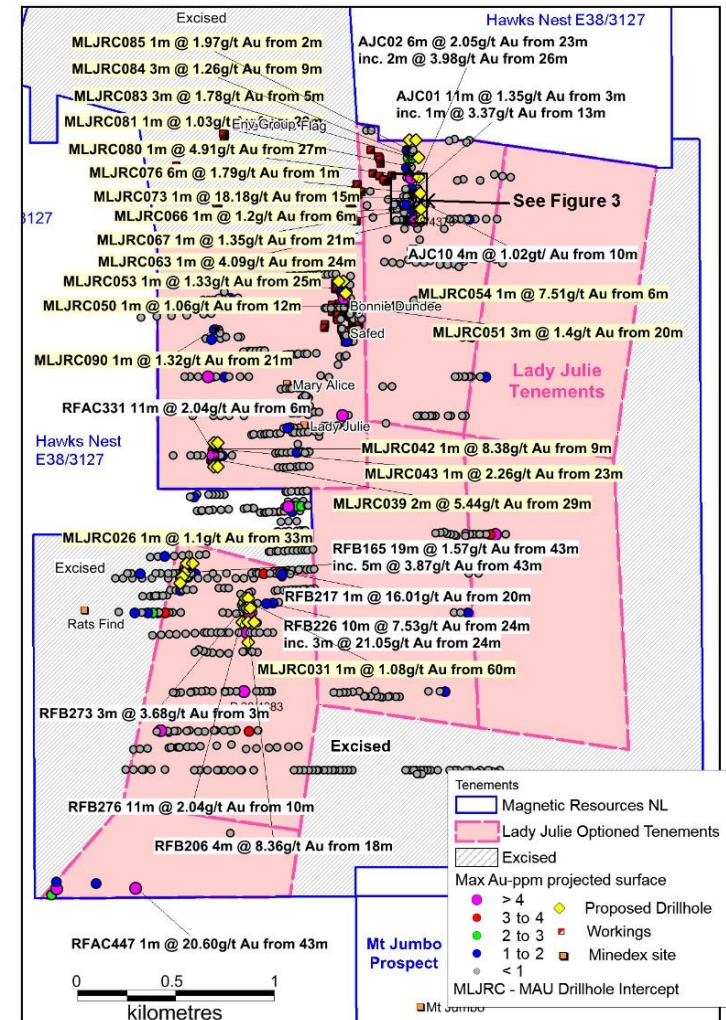 Excised
Hawks Nest E38/3127
MLJRC085 1m @ 1.97g/t Au from 2m
AJC02 6m @ 2.05g/t Au from 23m
inc. 2m @ 3.98g/t Au from 26m
MLJRC084 3m @ 1.26g/t Au from 9m
MLJRC083 3m @ 1.78g/t Au from 5m
AJC01 11m @ 1.35g/t Au from 3m
inc. 1m @ 3.37g/t Au from 13m
MLJRC081 1m @ 1.03g/t
Env Group Flag
MLJRC080 1m @ 4.91g/t Au from 27m
MLJRC076 6m @ 1.79g/t Au from 1m
MLJRC073 1m @ 18.18g/t Au from 15m
See Figure 3
MLJRC066 1m @ 1.2g/t Au from 6m
3127
MLJRC067 1m @ 1.35g/t Au from 21m
AJC10 4m @ 1.02gt/ Au from 10m
MLJRC063 1m @ 4.09g/t Au from 24m
MLJRC053 1m @ 1.33g/t Au from 25m
MLJRC054 1m @ 7.51g/t Au from 6m
MLJRC050 1m @ 1.06g/t Au from 12m
Bonnie Dundee
MLJRC051 3m @ 1.4g/t Au from 20m
Safed
MLJRC090 1m @ 1.32g/t Au from 21m
Lady Julie
Tenements
Mary Alice
RFAC331 11m @ 2.04g/t Au from 6m
Lady Julie
Hawks Nest
E38/3127
MLJRC042 1m @ 8.38g/t Au from 9m
MLJRC043 1m @ 2.26g/t Au from 23m
MLJRC039 2m @ 5.44g/t Au from 29m
MLJRC026 1m @ 1.1g/t Au from 33m
RFB165 19m @ 1.57g/t Au from 43m
inc. 5m @ 3.87g/t Au from 43m
Excised
RFB217 1m @ 16.01g/t Au from 20m
Rats Find
RFB226 10m @ 7.53g/t Au from 24m
inc. 3m @ 21.05g/t Au from 24m
MLJRC031 1m @ 1.08g/t Au from 60m
RFB273 3m @ 3.68g/t Au from 3m
Excised
RFB276 11m @ 2.04g/t Au from 10m
RFB206 4m @ 8.36g/t Au from 18m
RFAC447 1m @ 20.60g/t Au from 43m
Mt Jumbo
Prospect
Mt Jumbo
0 0.5 1
kilometres
Tenements
Magnetic Resources NL
Lady Julie Optioned Tenements
Excised
Max Au-ppm projected surface
> 4
3 to 4
2 to 3
1 to 2
< 1
Proposed Drillhole
Workings
Minedex site
MLJRC - MAU Drillhole Intercept